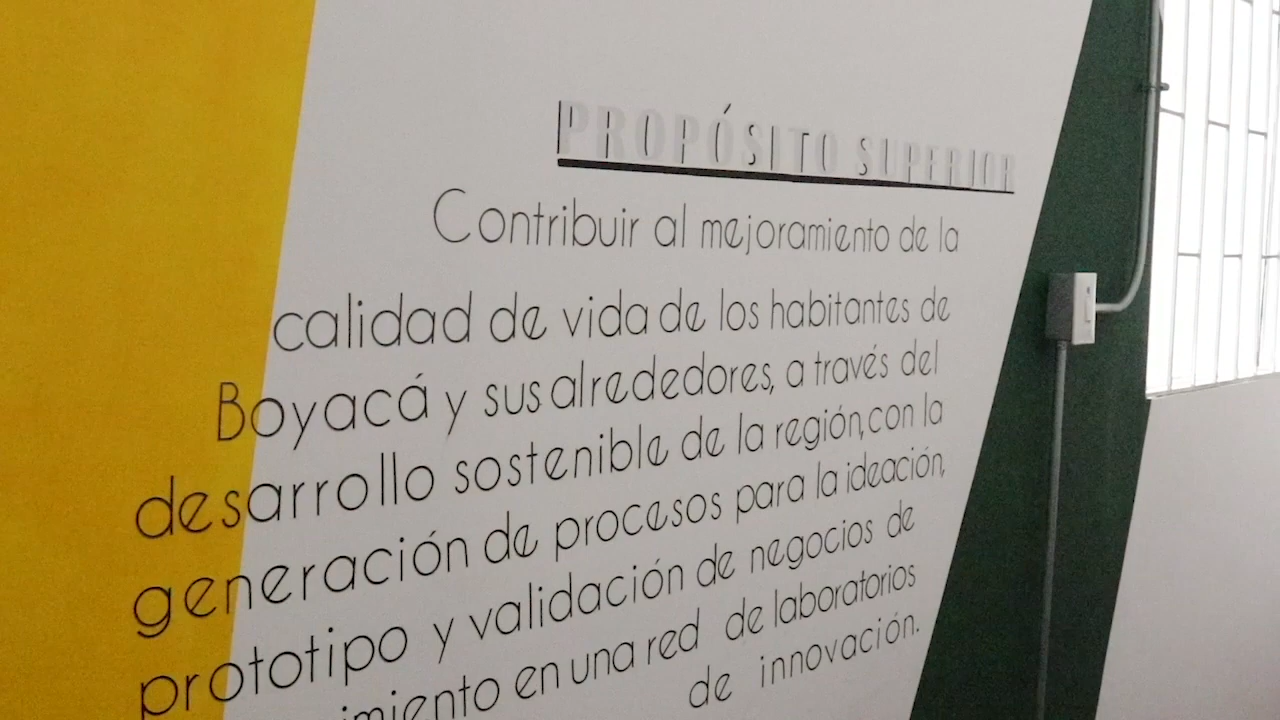 PROPÓSITO SUPERIOR
Contribuir al mejoramiento de la
calidad de vida de los habitantes de
Boyacá y sus alrededores, a través del
desarrollo sostenible de la región, con la
generación de procesos para la ideación,
prototipo y validación de negocios de
en una red de laboratorios
de innovación.